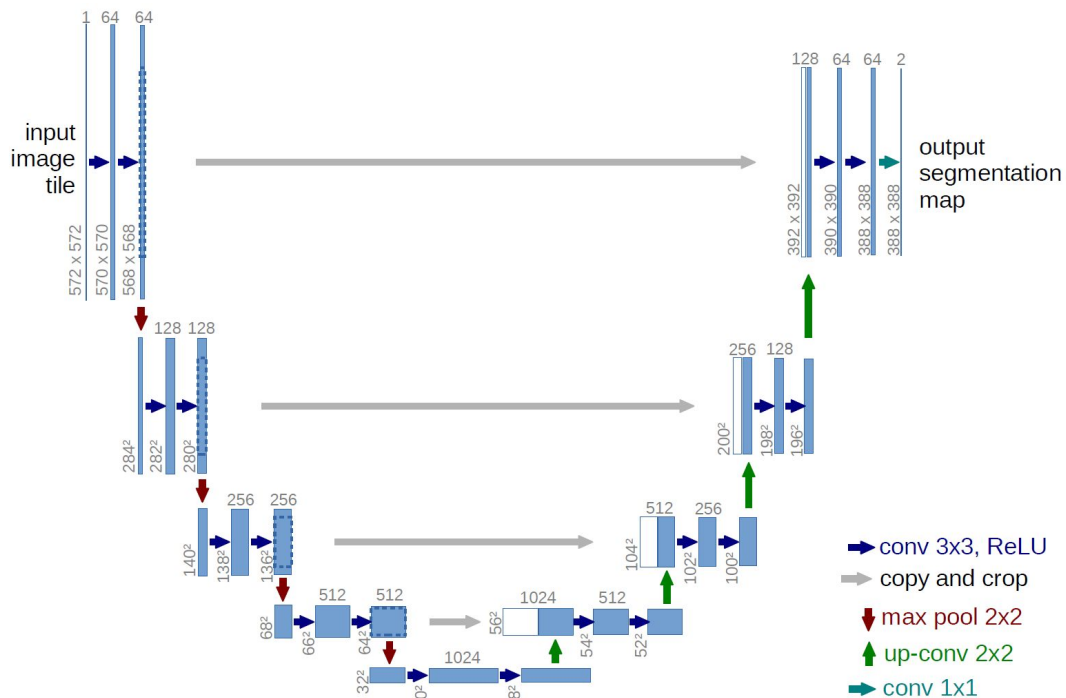 1 64 64
input
image
tile
572 x 572
570 x 570
568 x 568
128 64 64 2
output
segmentation
map
392 x 392
390 x 390
388 x 388
388 x 388
128 128
284²
282²
280²
256 128
200²
198²
196²
256 256
140²
138²
136²
512 256
104²
102²
100²
512 512
68²
66²
64²
1024 512
56²
54²
52²
1024
32²
conv 3x3, ReLU
copy and crop
max pool 2x2
up-conv 2x2
conv 1x1